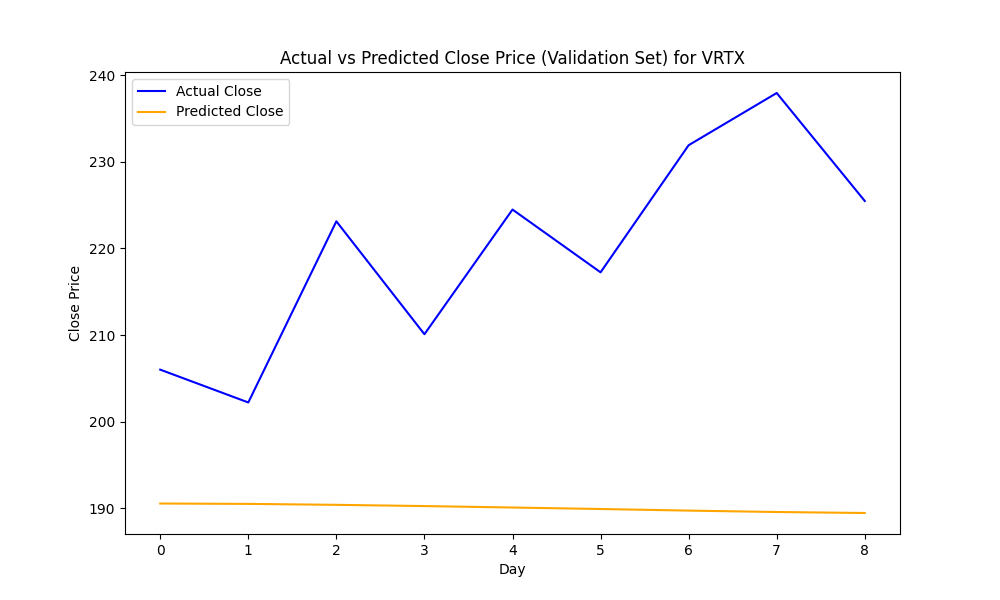 Actual vs Predicted Close Price (Validation Set) for VRTX
Actual Close
Predicted Close
Close Price
240
230
220
210
200
190
0 1 2 3 4 5 6 7 8
Day